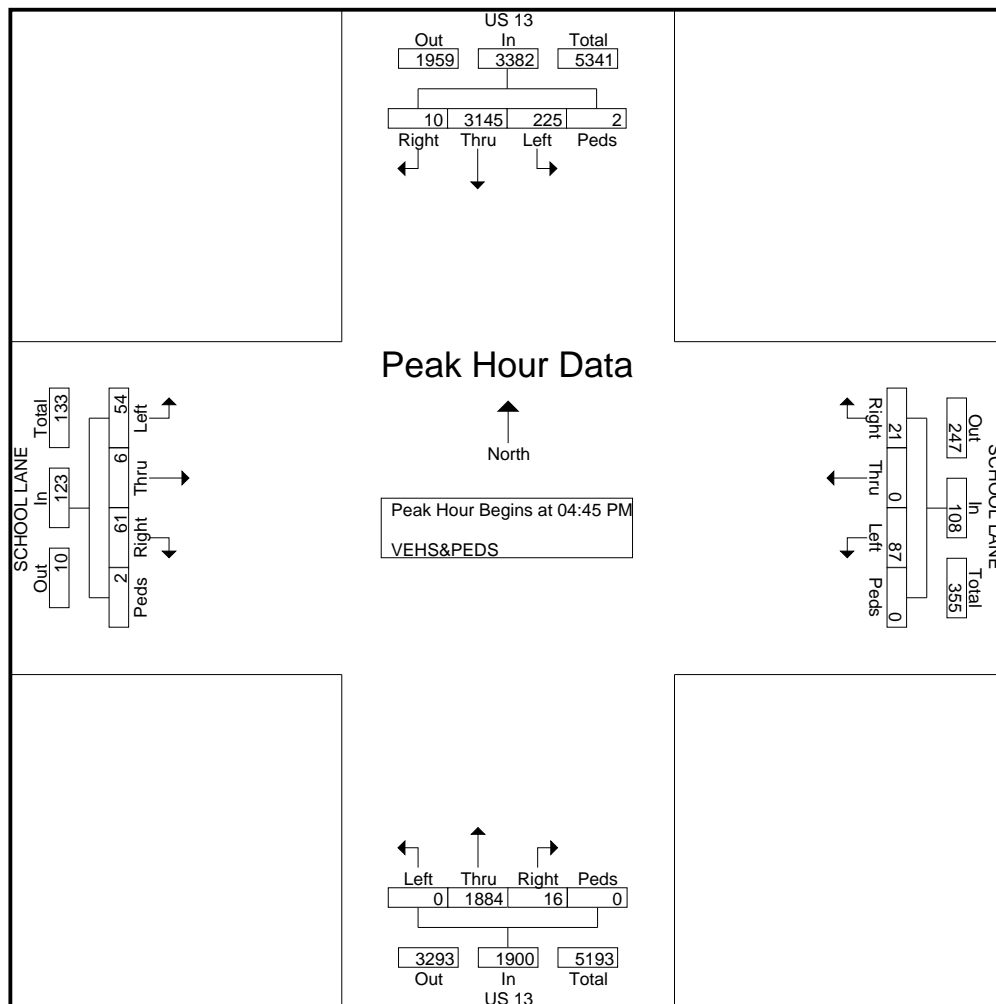 US 13
Out In Total
1959 3382 5341
10 3145 225 2
Right Thru Left Peds
Peak Hour Data
North
Peak Hour Begins at 04:45 PM
VEHS&PEDS
SCHOOL LANE
Total In Out
133 123 10
54 6 61 2
Left Thru Right Peds
SCHOOL LANE
Out In Total
247 108 355
21 0 87 0
Right Thru Left Peds
Left Thru Right Peds
0 1884 16 0
3293 1900 5193
Out In Total
US 13